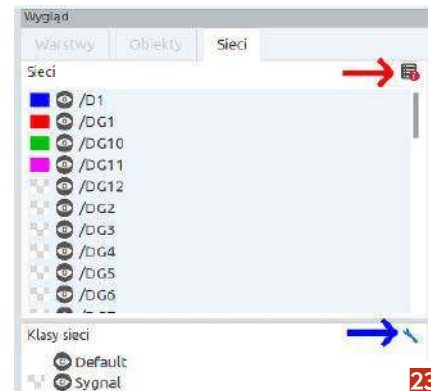 Wygląd
Warstwy Obiekty Sieci
Sieci
/D1
/DG1
/DG10
/DG11
/DG12
/DG2
/DG3
/DG4
/DG5
/DG6
Klasy sieci
Default
Sygnal
23